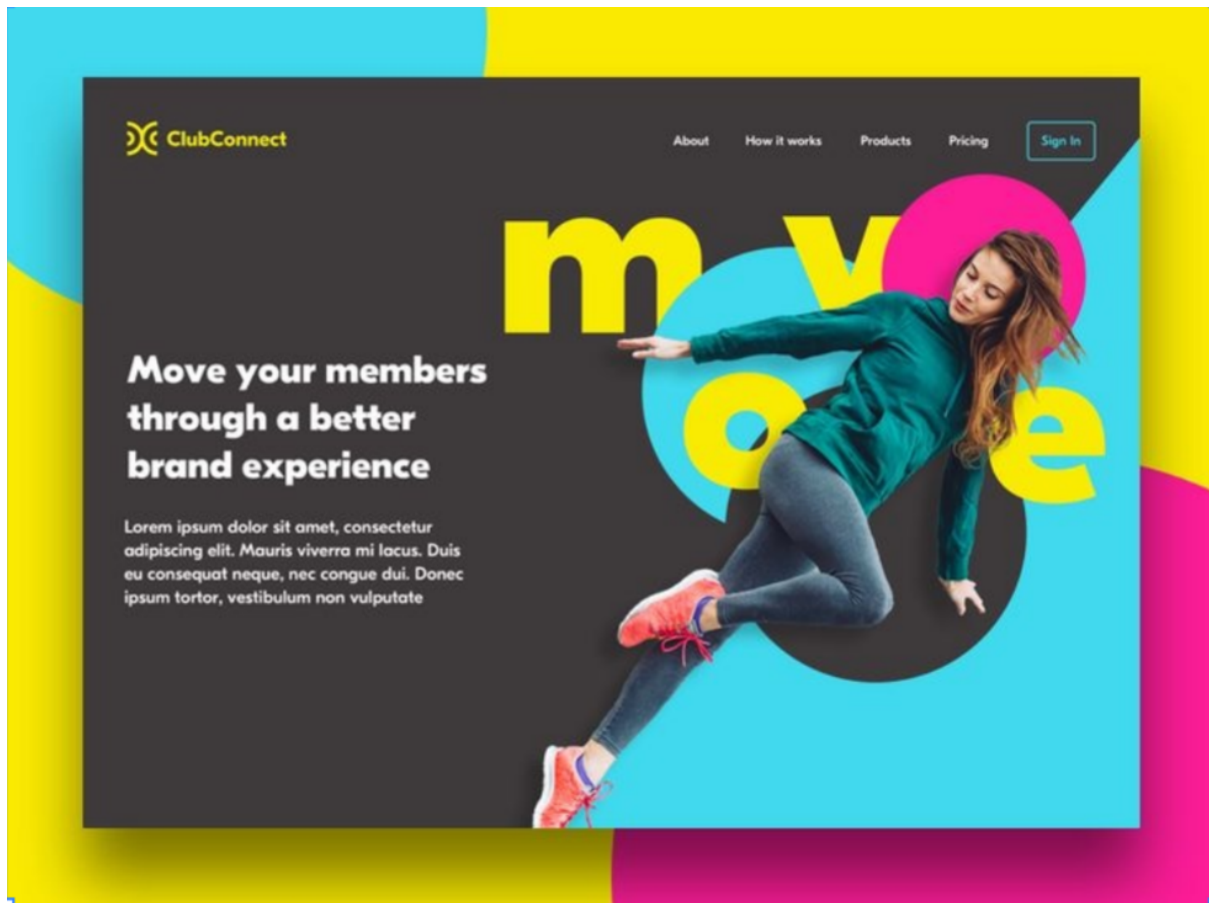 ClubConnect
About How it works Products Pricing Sign In
m v
o e
Move your members
through a better
brand experience
Lorem ipsum dolor sit amet, consectetur
adipiscing elit. Mauris viverra mi lacus. Duis
eu consequat neque, nec congue dui. Donec
ipsum tortor, vestibulum non vulputate